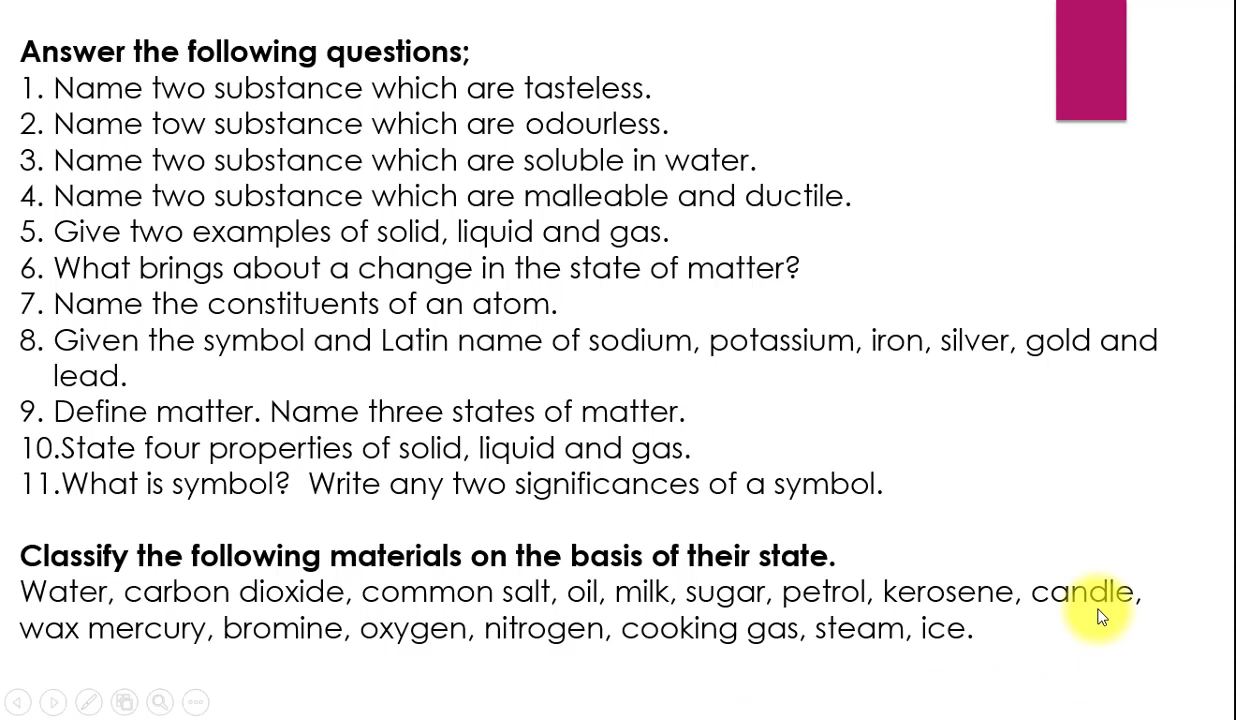 Answer the following questions;
1. Name two substance which are tasteless.
2. Name tow substance which are odourless.
3. Name two substance which are soluble in water.
4. Name two substance which are malleable and ductile.
5. Give two examples of solid, liquid and gas.
6. What brings about a change in the state of matter?
7. Name the constituents of an atom.
8. Given the symbol and Latin name of sodium, potassium, iron, silver, gold and
lead.
9. Define matter. Name three states of matter.
10.State four properties of solid, liquid and gas.
11.What is symbol?  Write any two significances of a symbol.
Classify the following materials on the basis of their state.
Water, carbon dioxide, common salt, oil, milk, sugar, petrol, kerosene, candle,
wax mercury, bromine, oxygen, nitrogen, cooking gas, steam, ice.